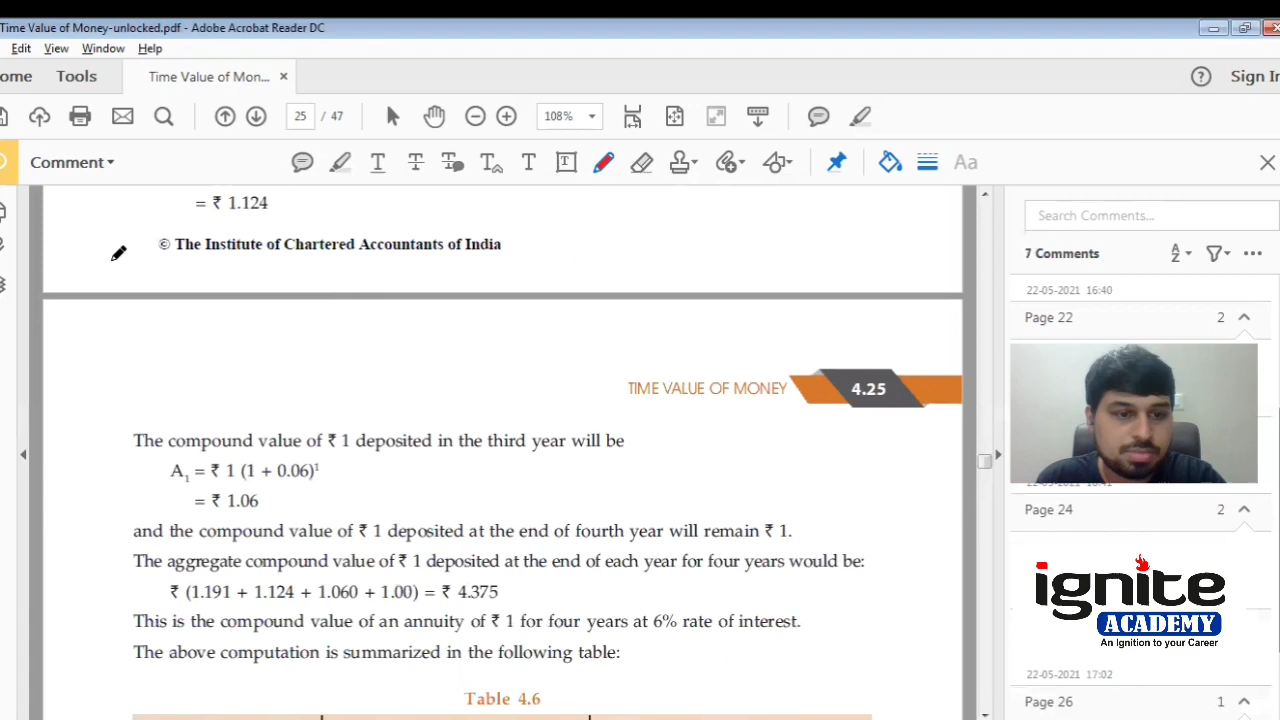 Time Value of Money-unlocked.pdf - Adobe Acrobat Reader DC
Edit View Window Help
ome Tools Time Value of Mon... × ? Sign In
25 / 47 108%
Comment Aa
= ₹ 1.124
© The Institute of Chartered Accountants of India
TIME VALUE OF MONEY 4.25
The compound value of ₹ 1 deposited in the third year will be
A₁ = ₹ 1 (1 + 0.06)¹
= ₹ 1.06
and the compound value of ₹ 1 deposited at the end of fourth year will remain ₹ 1.
The aggregate compound value of ₹ 1 deposited at the end of each year for four years would be:
₹ (1.191 + 1.124 + 1.060 + 1.00) = ₹ 4.375
This is the compound value of an annuity of ₹ 1 for four years at 6% rate of interest.
The above computation is summarized in the following table:
Table 4.6
Search Comments...
7 Comments
22-05-2021 16:40
Page 22 2
Page 24 2
ignite
ACADEMY
An Ignition to your Career
22-05-2021 17:02
Page 26 1